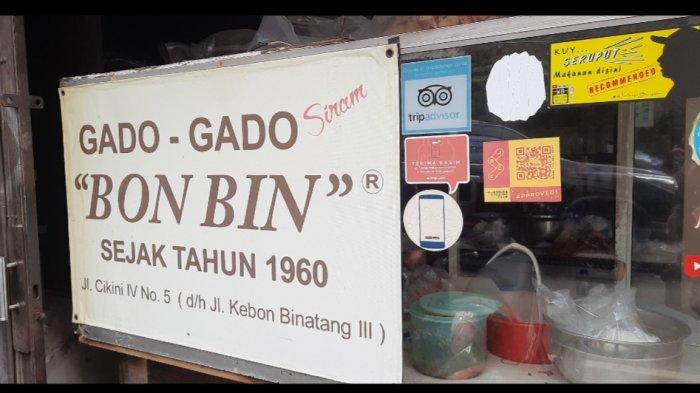 GADO - GADO Siram
"BON BIN" ®
SEJAK TAHUN 1960
Jl. Cikini IV No. 5 ( d/h Jl. Kebon Binatang III )
tripadvisor
TERIMA KASIH
APPROVED!
KUY...
SERUPUT
Makanan disini
RECOMMENDED